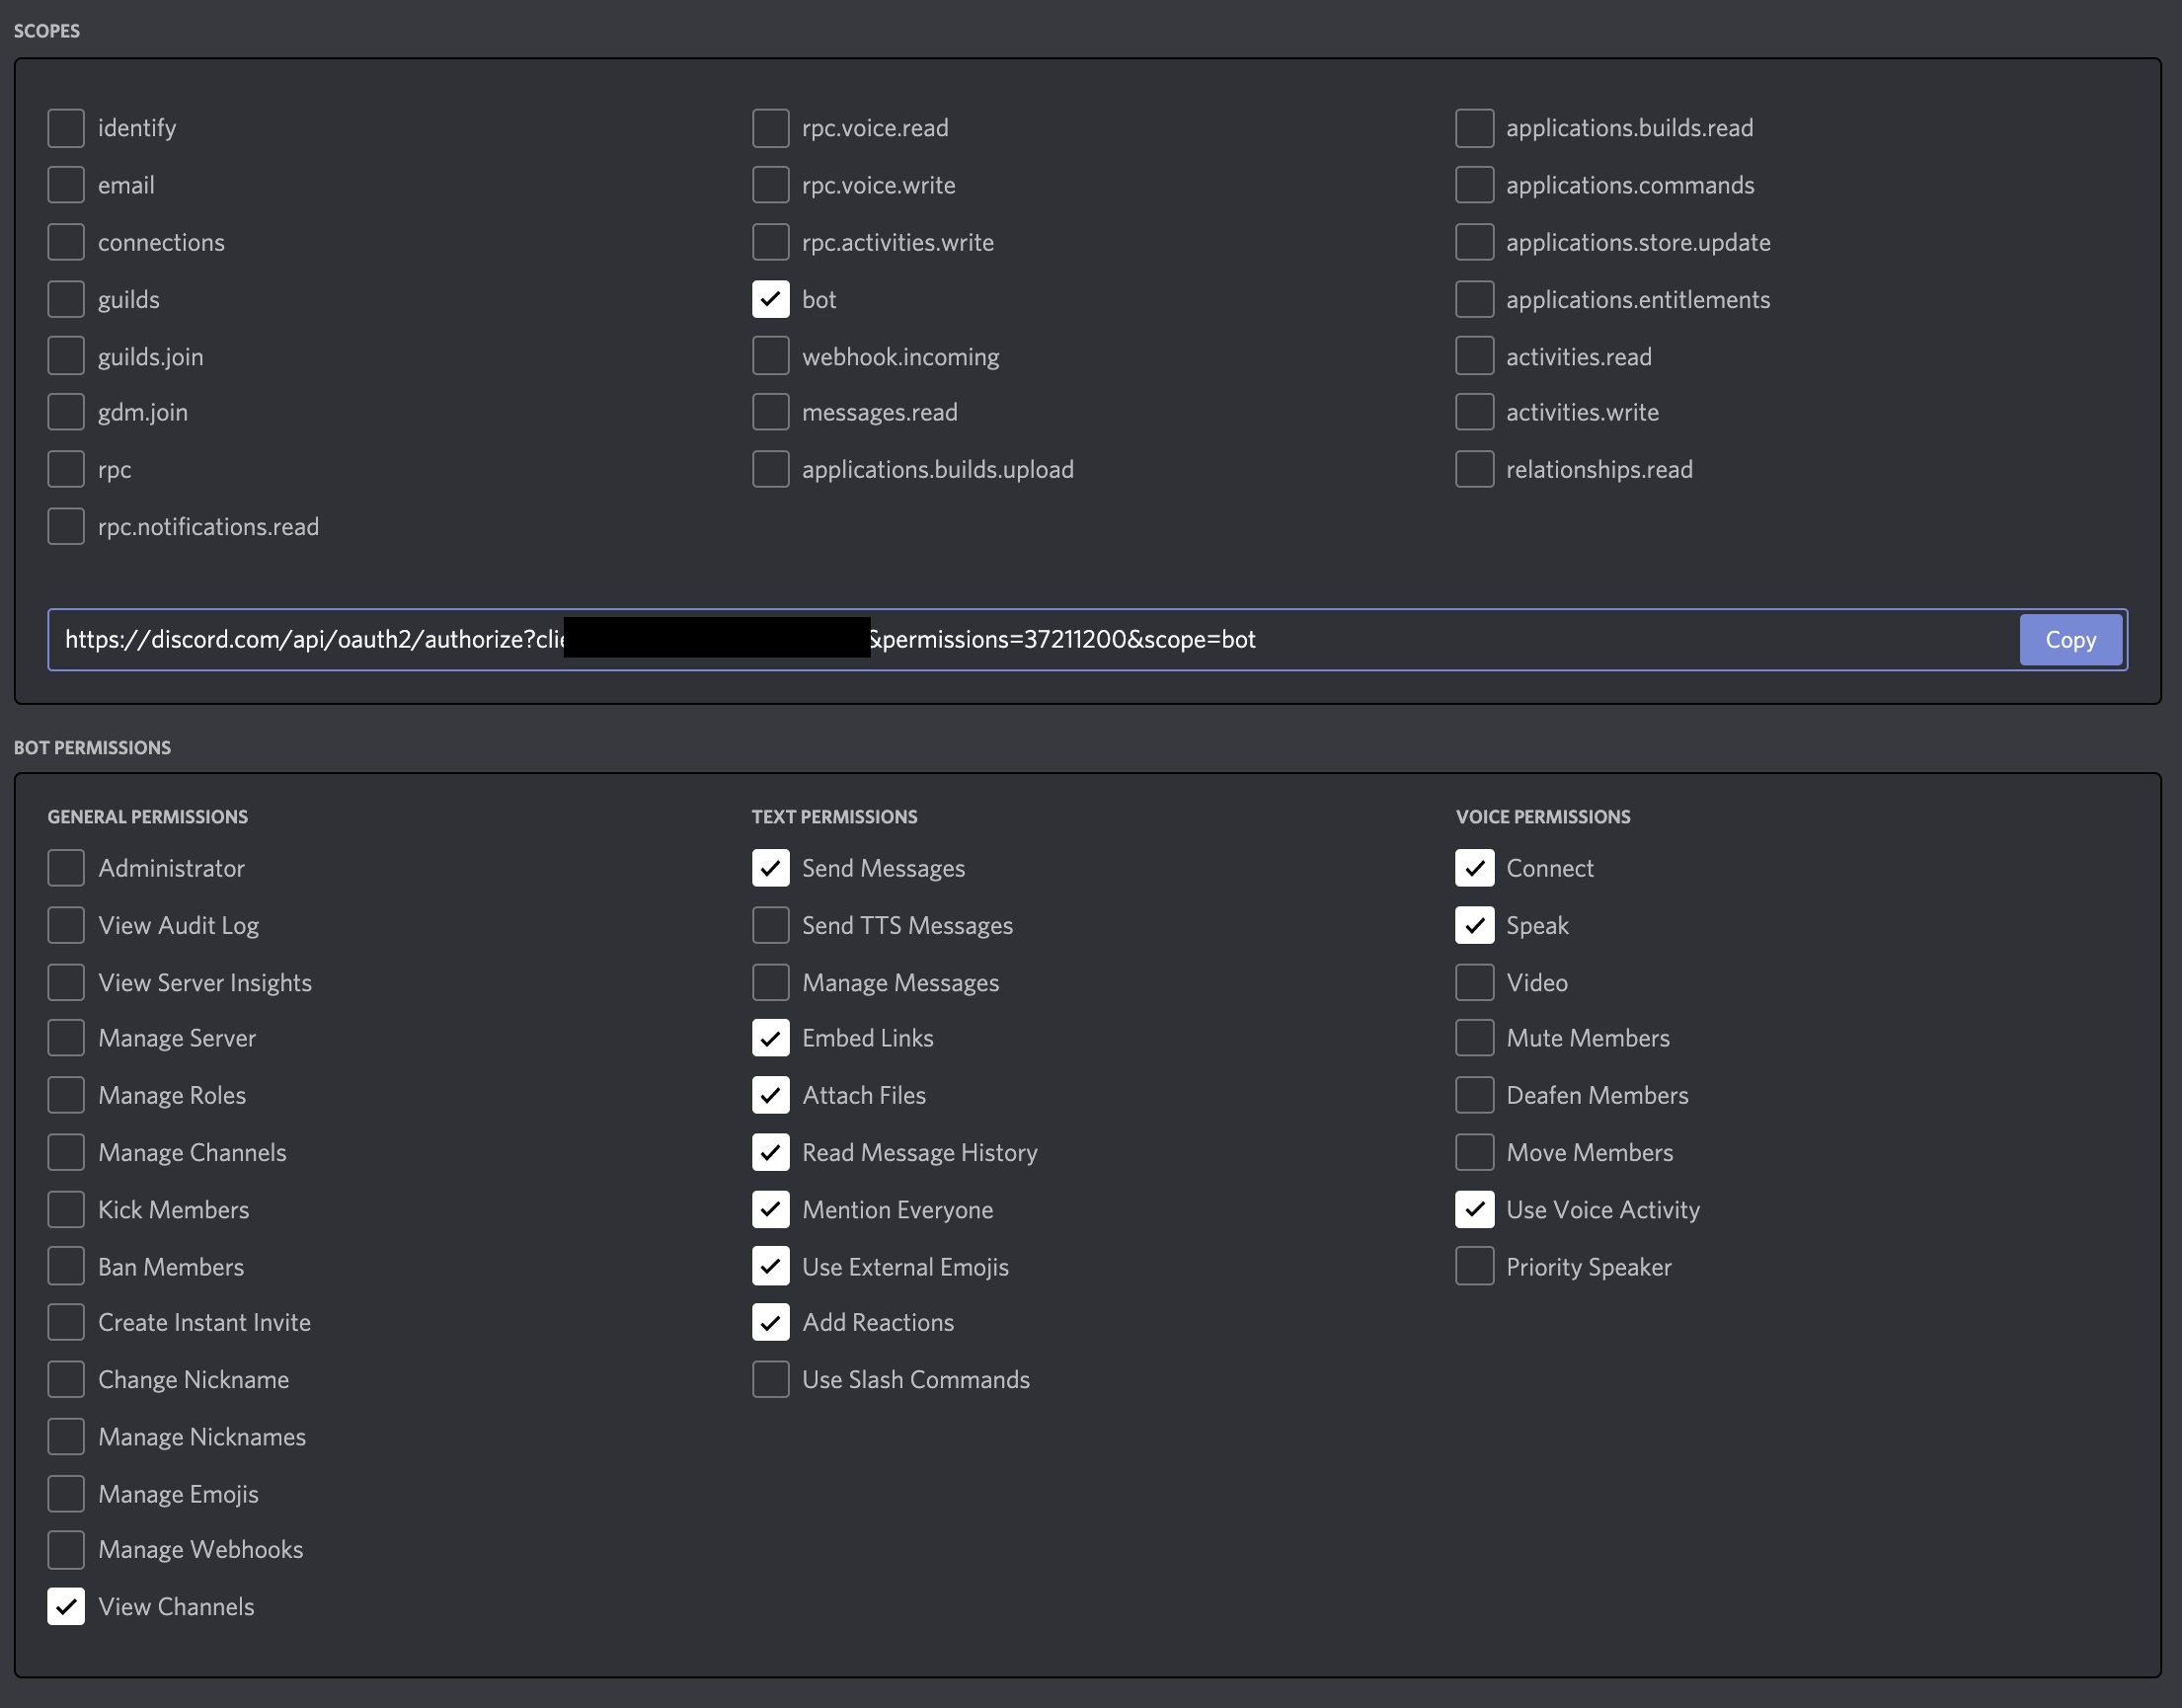 SCOPES
identify
email
connections
guilds
guilds.join
gdm.join
rpc
rpc.notifications.read
rpc.voice.read
rpc.voice.write
rpc.activities.write
bot
webhook.incoming
messages.read
applications.builds.upload
applications.builds.read
applications.commands
applications.store.update
applications.entitlements
activities.read
activities.write
relationships.read
https://discord.com/api/oauth2/authorize?cli &permissions=37211200&scope=bot
Copy
BOT PERMISSIONS
GENERAL PERMISSIONS
Administrator
View Audit Log
View Server Insights
Manage Server
Manage Roles
Manage Channels
Kick Members
Ban Members
Create Instant Invite
Change Nickname
Manage Nicknames
Manage Emojis
Manage Webhooks
View Channels
TEXT PERMISSIONS
Send Messages
Send TTS Messages
Manage Messages
Embed Links
Attach Files
Read Message History
Mention Everyone
Use External Emojis
Add Reactions
Use Slash Commands
VOICE PERMISSIONS
Connect
Speak
Video
Mute Members
Deafen Members
Move Members
Use Voice Activity
Priority Speaker